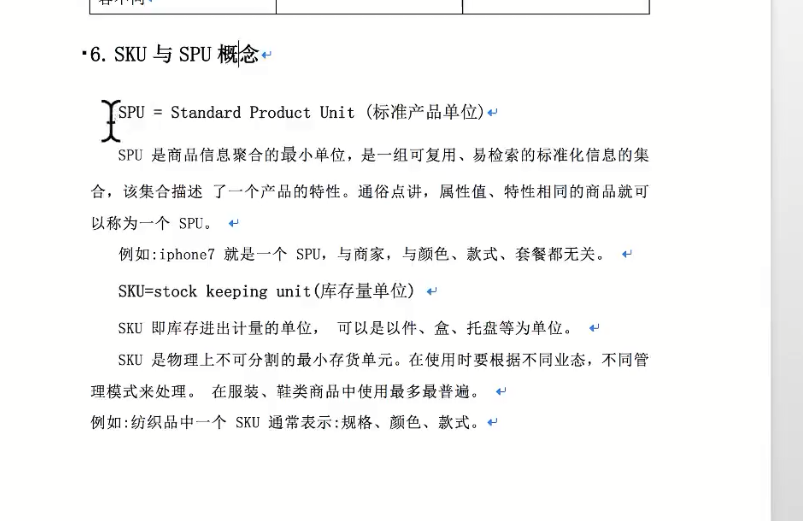 6. SKU 与 SPU 概念
SPU = Standard Product Unit (标准产品单位)
SPU 是商品信息聚合的最小单位，是一组可复用、易检索的标准化信息的集
合，该集合描述 了一个产品的特性。通俗点讲，属性值、特性相同的商品就可
以称为一个 SPU。
例如:iphone7 就是一个 SPU，与商家，与颜色、款式、套餐都无关。
SKU=stock keeping unit(库存量单位)
SKU 即库存进出计量的单位， 可以是以件、盒、托盘等为单位。
SKU 是物理上不可分割的最小存货单元。在使用时要根据不同业态，不同管
理模式来处理。 在服装、鞋类商品中使用最多最普遍。
例如:纺织品中一个 SKU 通常表示:规格、颜色、款式。